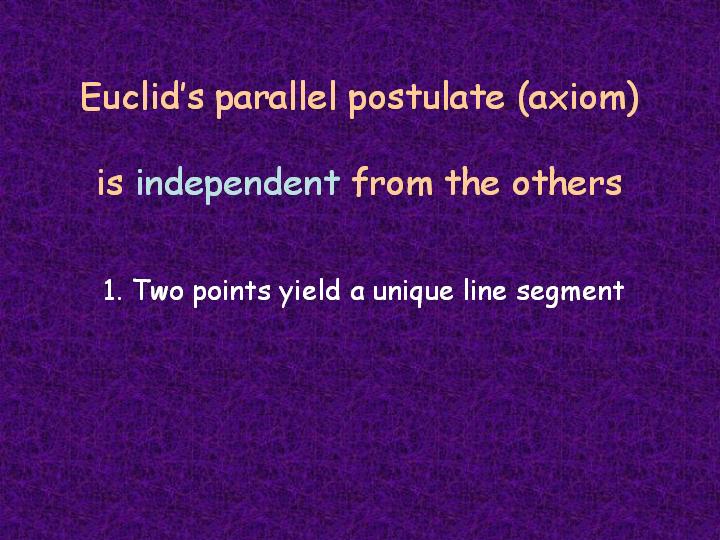 Euclid's parallel postulate (axiom)
is independent from the others
1. Two points yield a unique line segment